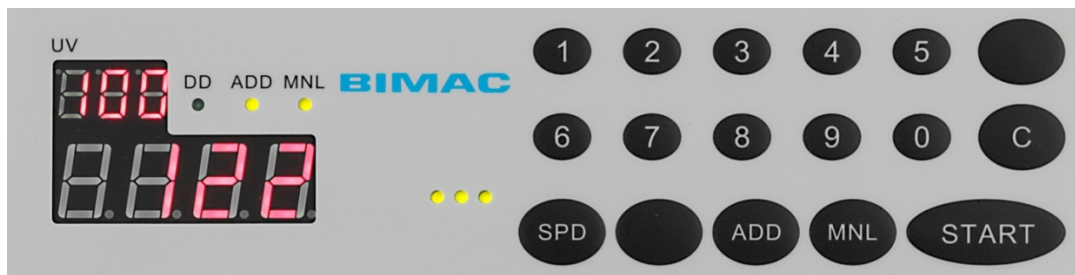 UV
100
DD ADD MNL
BIMAC
122
1 2 3 4 5
6 7 8 9 0 C
SPD ADD MNL START